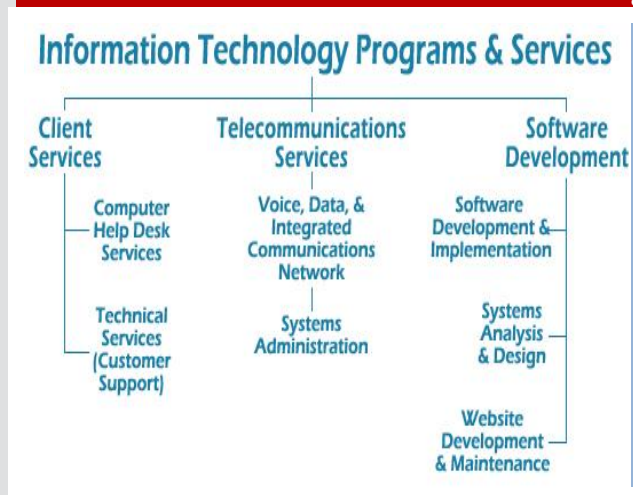 Information Technology Programs & Services
Client
Services
Telecommunications
Services
Software
Development
Computer
Help Desk
Services
Technical
Services
(Customer
Support)
Voice, Data, &
Integrated
Communications
Network
Systems
Administration
Software
Development &
Implementation
Systems
Analysis
& Design
Website
Development
& Maintenance